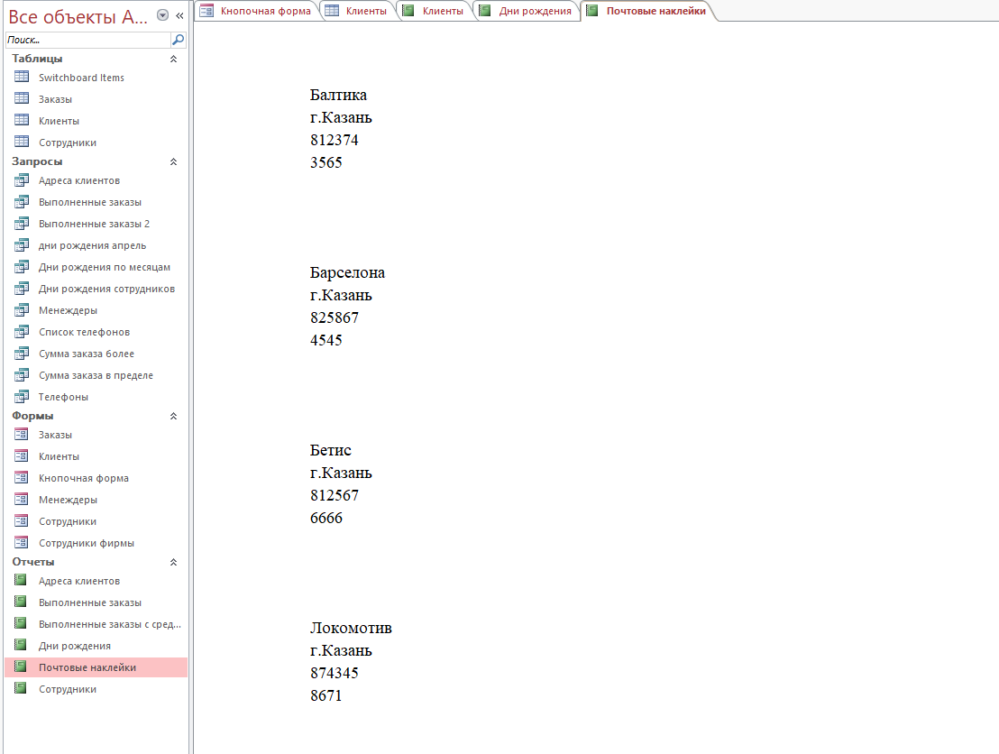 Все объекты A...
Поиск...
Таблицы
Switchboard Items
Заказы
Клиенты
Сотрудники
Запросы
Адреса клиентов
Выполненные заказы
Выполненные заказы 2
дни рождения апрель
Дни рождения по месяцам
Дни рождения сотрудников
Менеждеры
Список телефонов
Сумма заказа более
Сумма заказа в пределе
Телефоны
Формы
Заказы
Клиенты
Кнопочная форма
Менеждеры
Сотрудники
Сотрудники фирмы
Отчеты
Адреса клиентов
Выполненные заказы
Выполненные заказы с сред...
Дни рождения
Почтовые наклейки
Сотрудники
Кнопочная форма
Клиенты
Клиенты
Дни рождения
Почтовые наклейки
Балтика
г.Казань
812374
3565
Барселона
г.Казань
825867
4545
Бетис
г.Казань
812567
6666
Локомотив
г.Казань
874345
8671